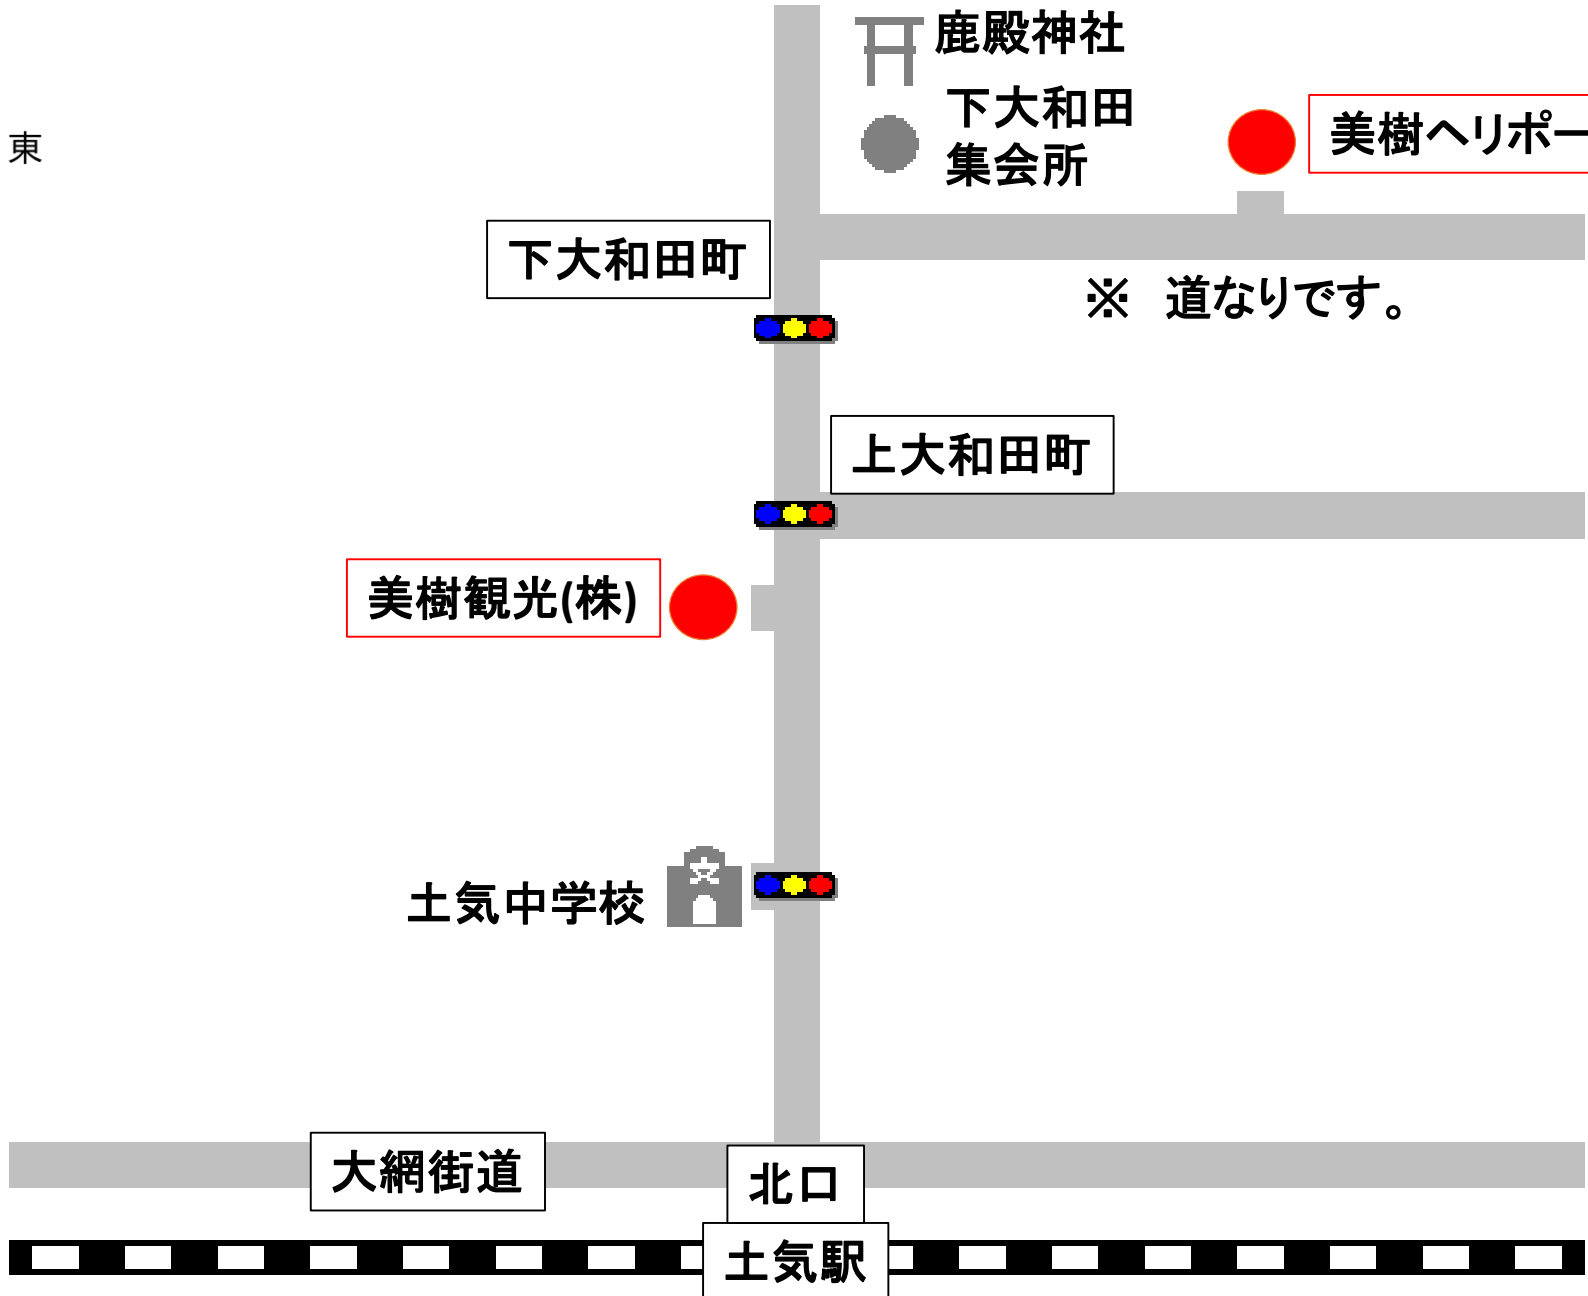 鹿殿神社
下大和田
集会所
美樹ヘリポー
東
下大和田町
※　道なりです。
上大和田町
美樹観光(株)
土気中学校
大網街道
北口
土気駅